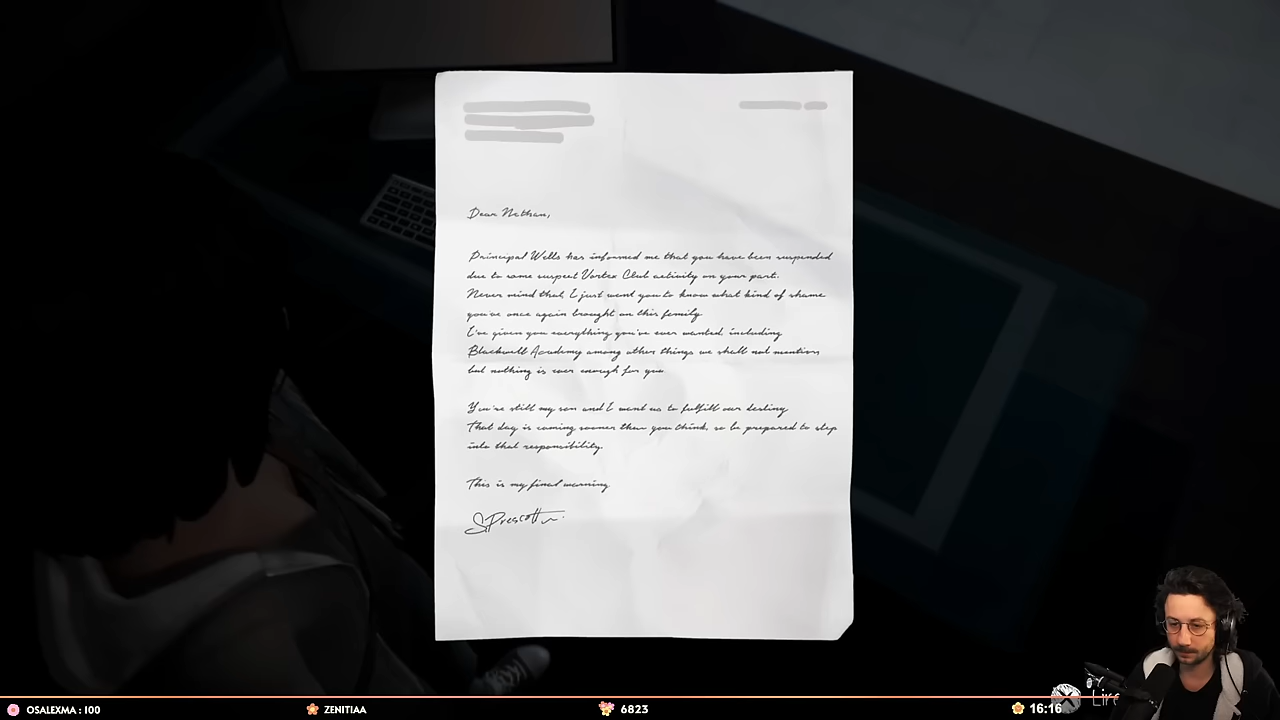 Dear Nathan,
Principal Wells has informed me that you have been suspended
due to some suspect Vortex Club activity on your part.
Never mind that, I just want you to know what kind of shame
you've once again brought on this family.
I've given you everything you've ever wanted, including
Blackwell Academy among other things we shall not mention
but nothing is ever enough for you.
You're still my son and I want us to fulfill our destiny
That day is coming sooner than you think, so be prepared to step
into that responsibility.
This is my final warning
S.Prescott
OSALEXMA : 100
ZENITIAA
6823
16:16
X